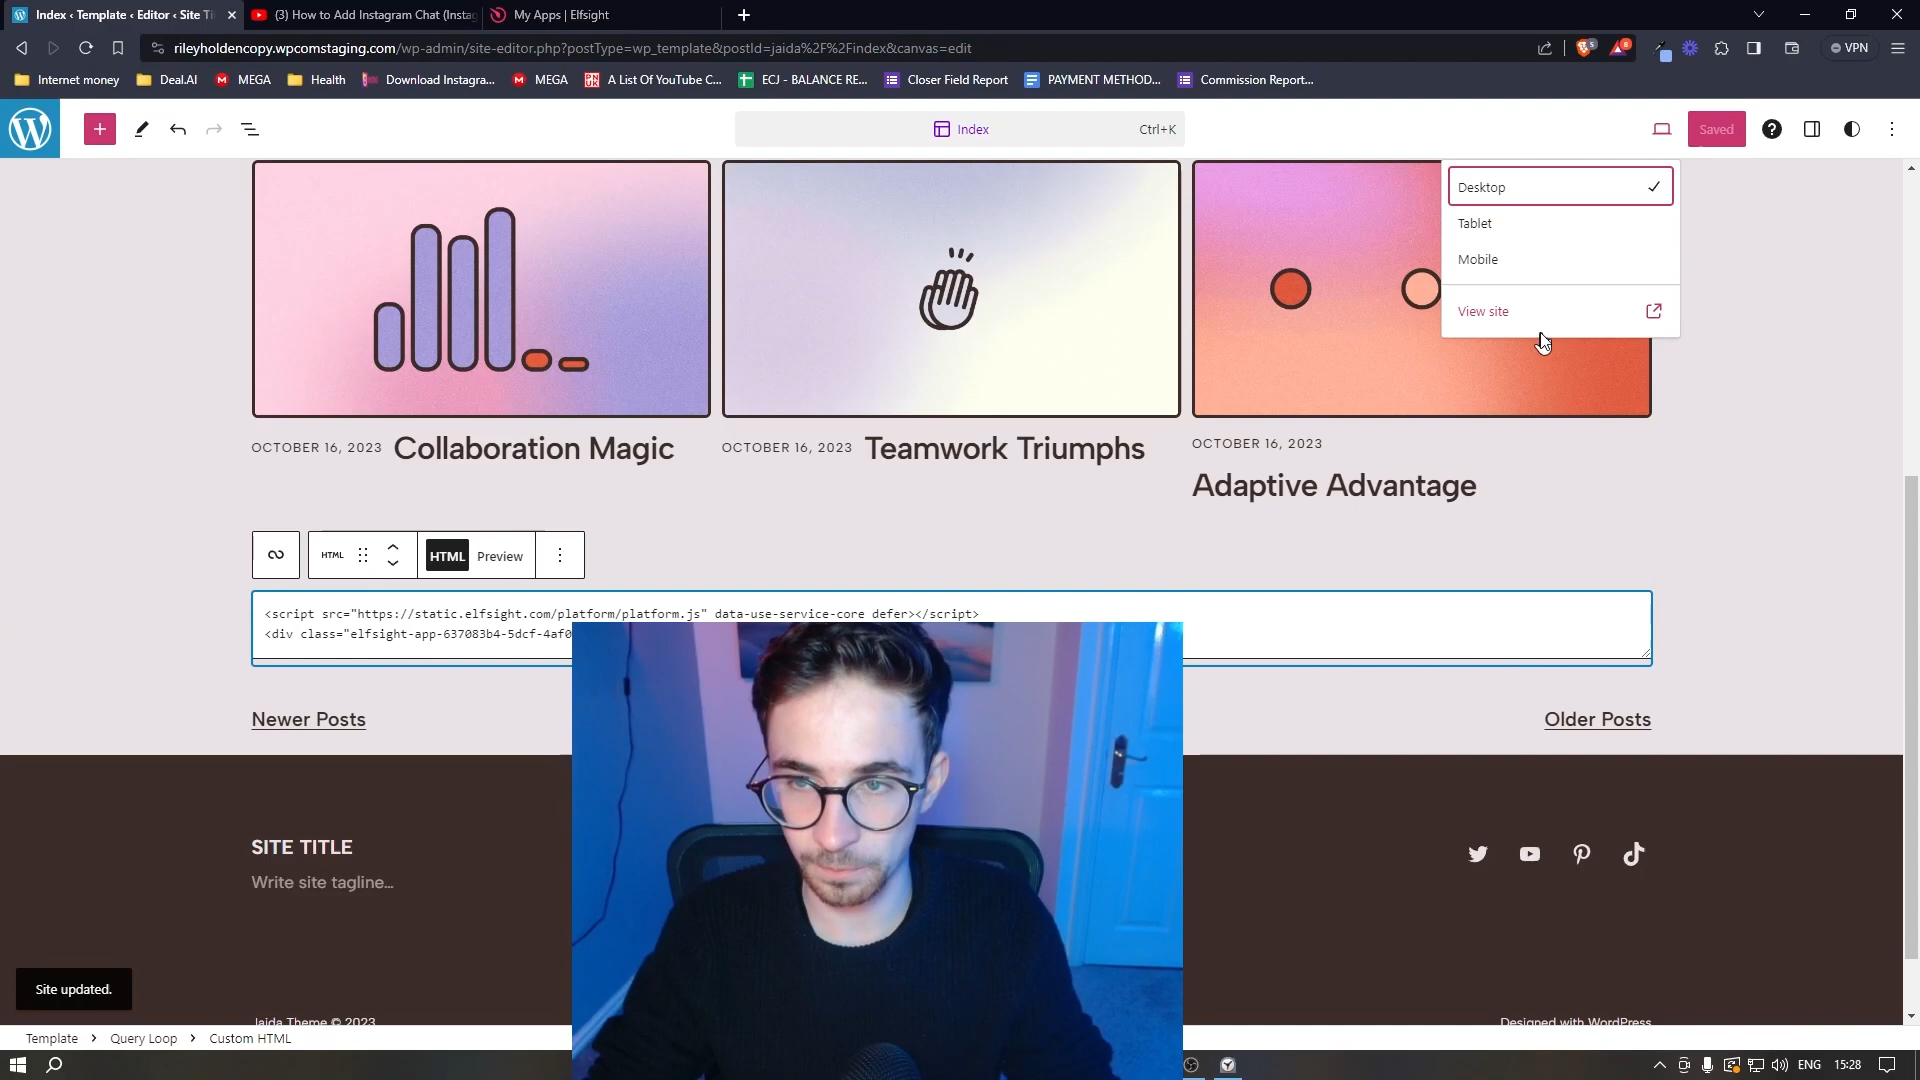 Index ‹ Template ‹ Editor ‹ Site Ti
(3) How to Add Instagram Chat (Instag
My Apps | Elfsight
rileyholdencopy.wpcomstaging.com/wp-admin/site-editor.php?postType=wp_template&postId=jaida%2F%2Findex&canvas=edit
VPN
Internet money
Deal.AI
MEGA
Health
Download Instagra...
MEGA
A List Of YouTube C...
ECJ - BALANCE RE...
Closer Field Report
PAYMENT METHOD...
Commission Report...
Index
Ctrl+K
Saved
Desktop
Tablet
Mobile
View site
OCTOBER 16, 2023 Collaboration Magic
OCTOBER 16, 2023 Teamwork Triumphs
OCTOBER 16, 2023
Adaptive Advantage
HTML
HTML
Preview
<script src="https://static.elfsight.com/platform/platform.js" data-use-service-core defer></script>
<div class="elfsight-app-637083b4-5dcf-4af0
Newer Posts
Older Posts
SITE TITLE
Write site tagline...
Site updated.
Jaida Theme © 2023
Designed with WordPress
Template
Query Loop
Custom HTML
ENG
15:28